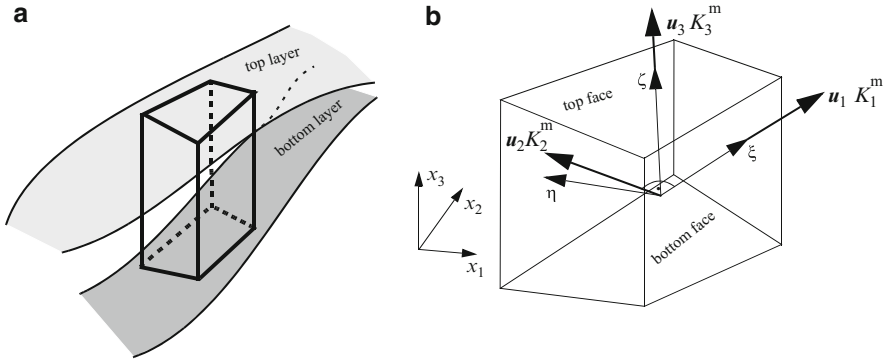 a
top layer
bottom layer
b
u₃ K₃ᵐ
ζ
top face
u₁ K₁ᵐ
u₂K₂ᵐ
ξ
η
x₃
x₂
x₁
bottom face